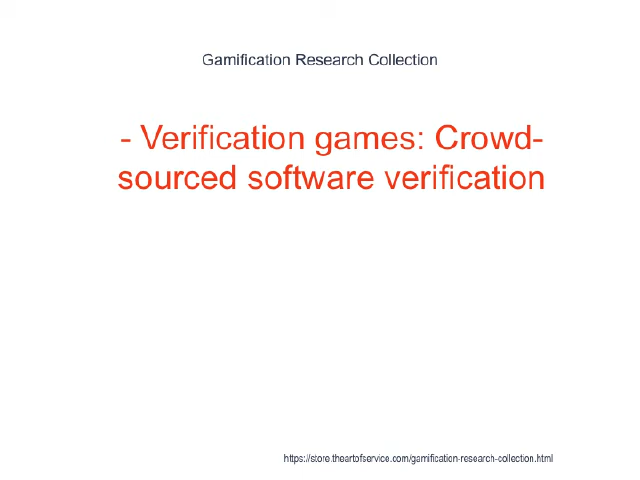 Gamification Research Collection
- Verification games: Crowd-
sourced software verification
https://store.theartofservice.com/gamification-research-collection.html